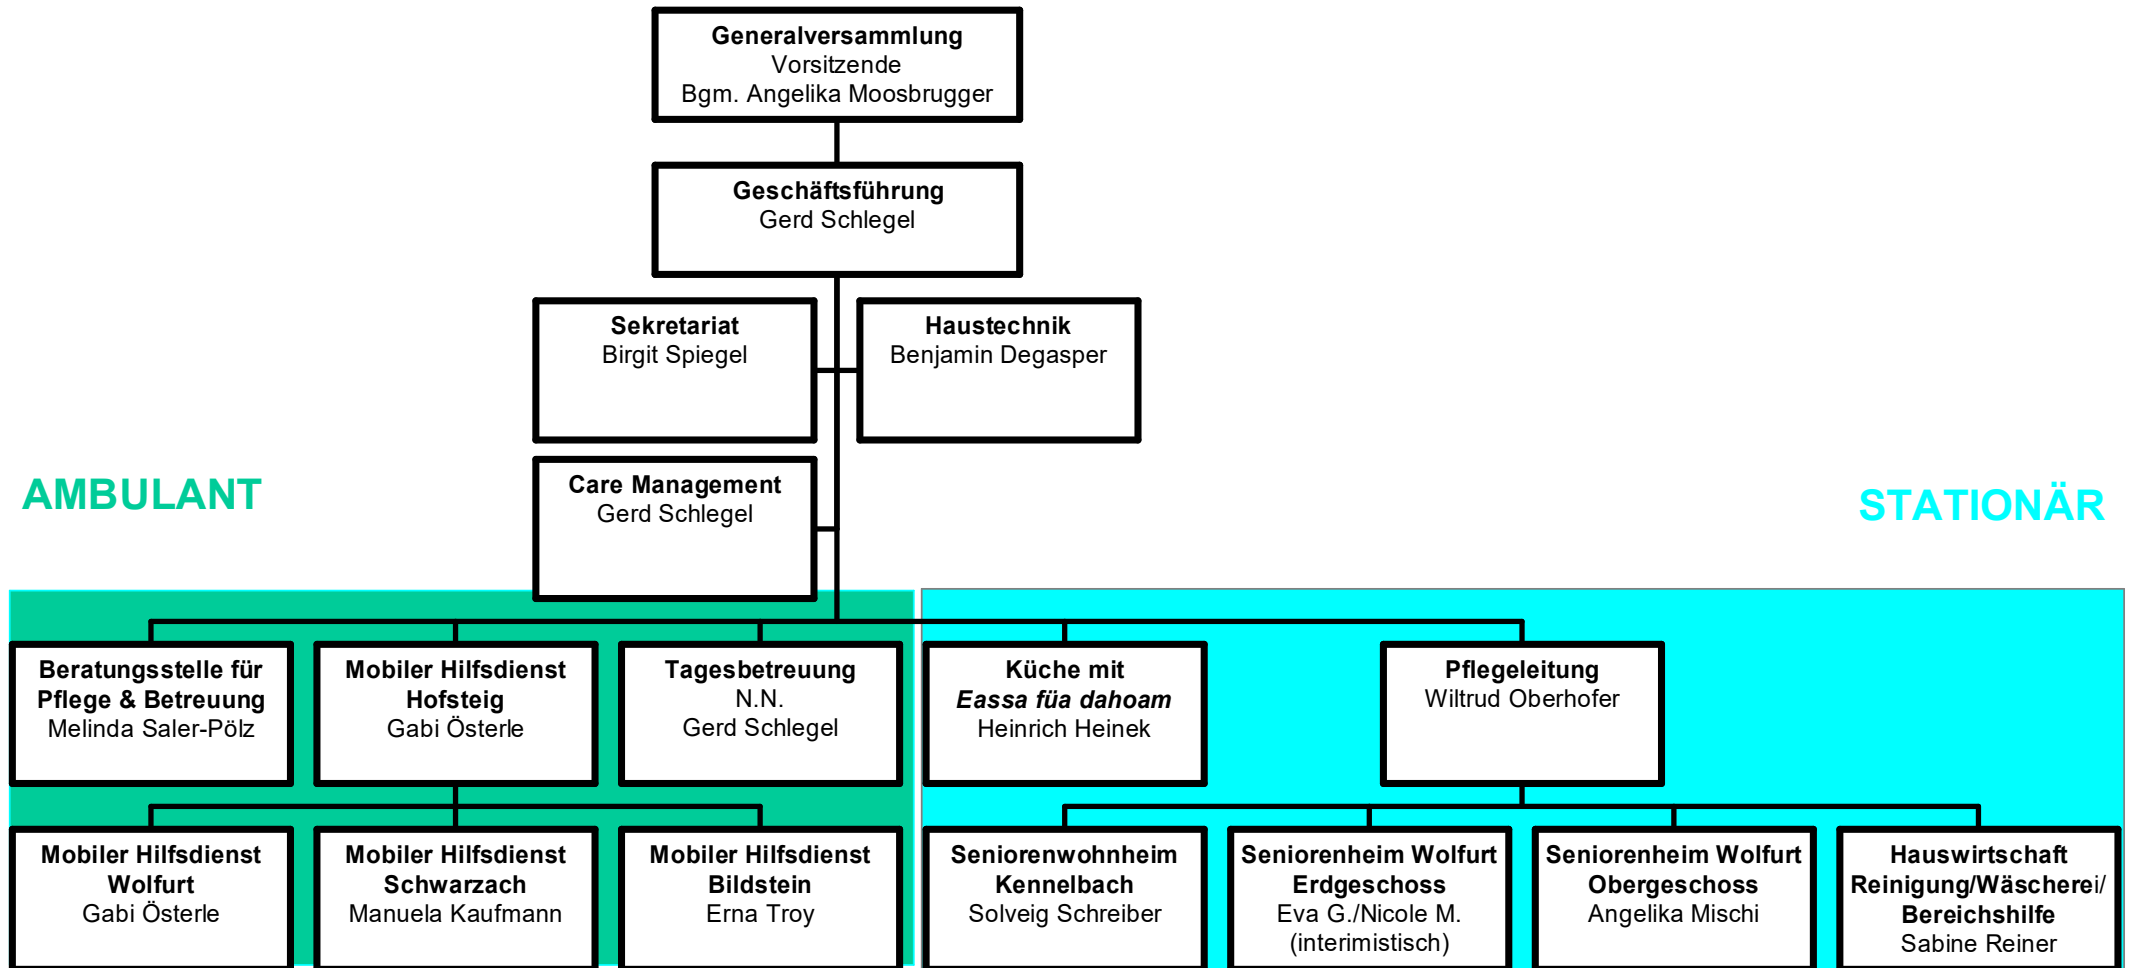 Generalversammlung
Vorsitzende
Bgm. Angelika Moosbrugger
Geschäftsführung
Gerd Schlegel
Sekretariat
Birgit Spiegel
Haustechnik
Benjamin Degasper
Care Management
Gerd Schlegel
AMBULANT
STATIONÄR
Beratungsstelle für
Pflege & Betreuung
Melinda Saler-Pölz
Mobiler Hilfsdienst
Hofsteig
Gabi Österle
Tagesbetreuung
N.N.
Gerd Schlegel
Küche mit
Eassa füa dahoam
Heinrich Heinek
Pflegeleitung
Wiltrud Oberhofer
Mobiler Hilfsdienst
Wolfurt
Gabi Österle
Mobiler Hilfsdienst
Schwarzach
Manuela Kaufmann
Mobiler Hilfsdienst
Bildstein
Erna Troy
Seniorenwohnheim
Kennelbach
Solveig Schreiber
Seniorenheim Wolfurt
Erdgeschoss
Eva G./Nicole M.
(interimistisch)
Seniorenheim Wolfurt
Obergeschoss
Angelika Mischi
Hauswirtschaft
Reinigung/Wäscherei/
Bereichshilfe
Sabine Reiner